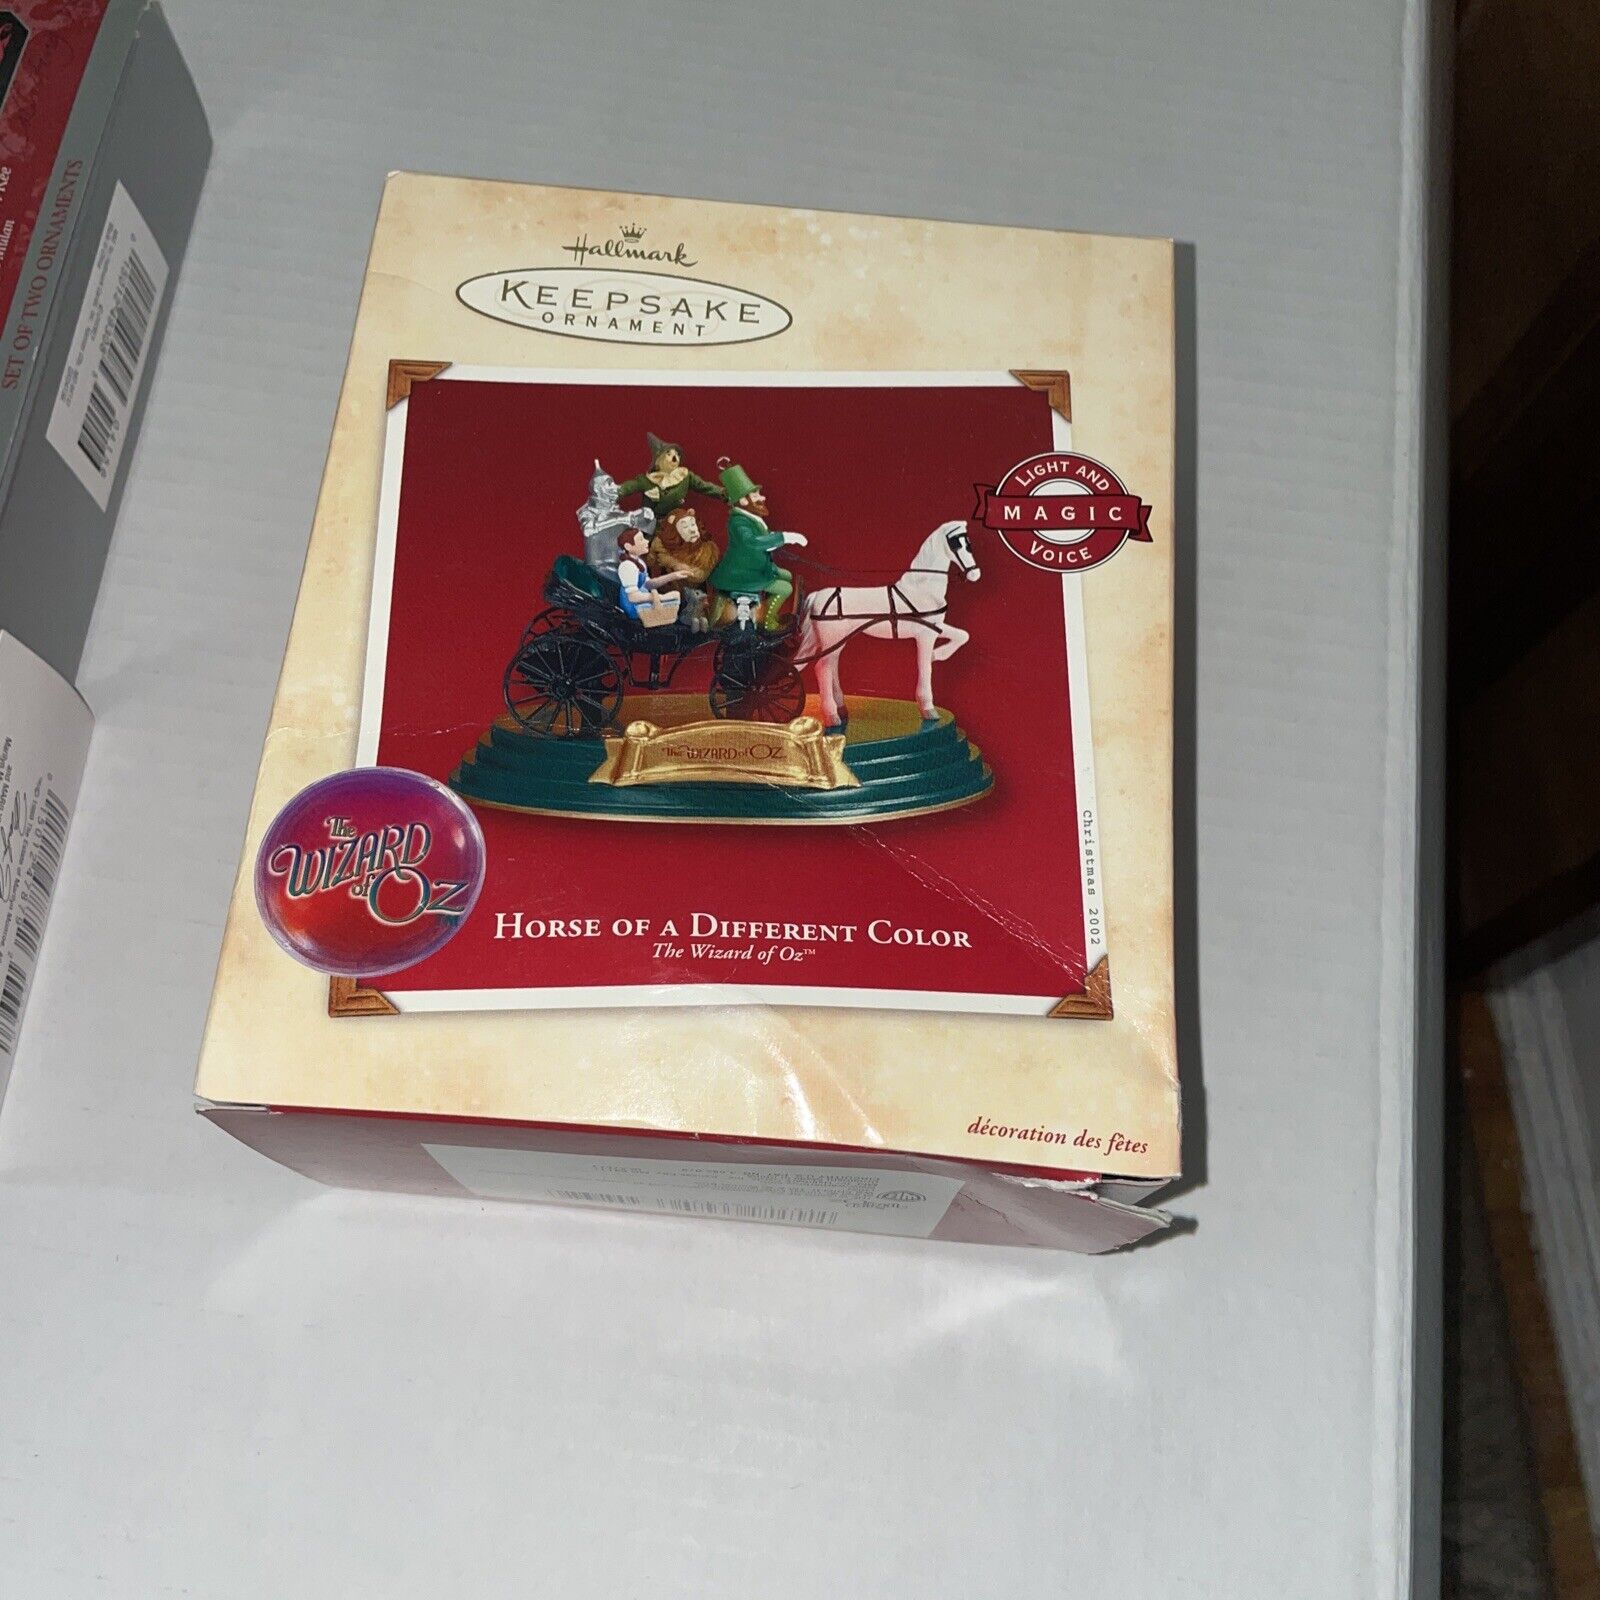 Hallmark
KEEPSAKE
ORNAMENT
LIGHT AND
MAGIC
VOICE
The WIZARD of OZ
The
WIZARD
of OZ
HORSE OF A DIFFERENT COLOR
The Wizard of Oz™
Christmas 2002
décoration des fêtes
SET OF TWO ORNAMENTS
Mulan